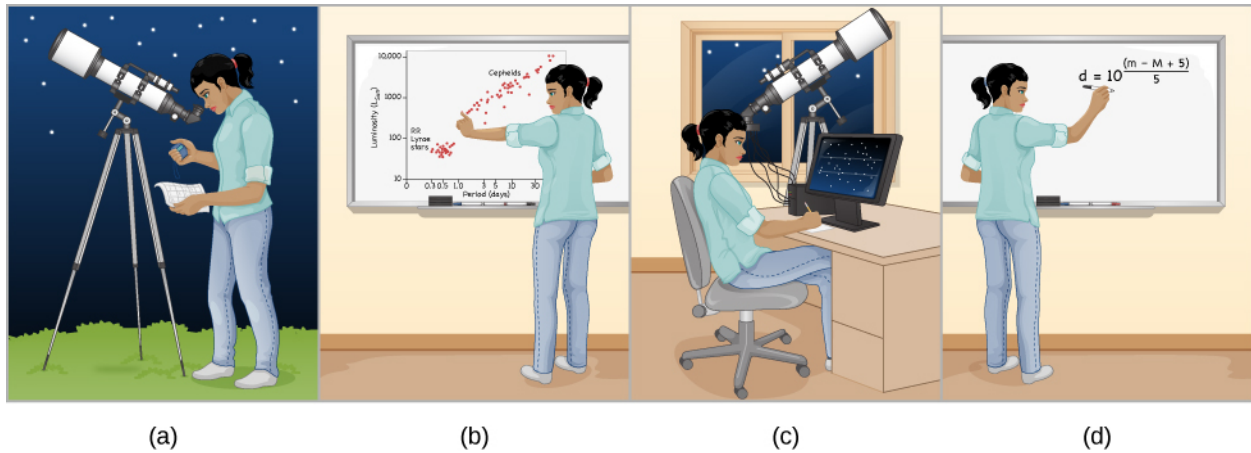 10,000
1000
100
10
Luminosity (LSun)
Cepheids
RR
Lyrae
stars
0 0.3 0.5 1.0 3 5 10 30
Period (days)
d = 10^((m – M + 5)/5)
(a) (b) (c) (d)